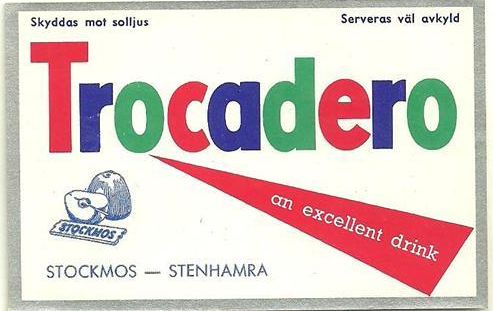 Skyddas mot solljus
Serveras väl avkyld
Trocadero
an excellent drink
STOCKMOS
STOCKMOS — STENHAMRA